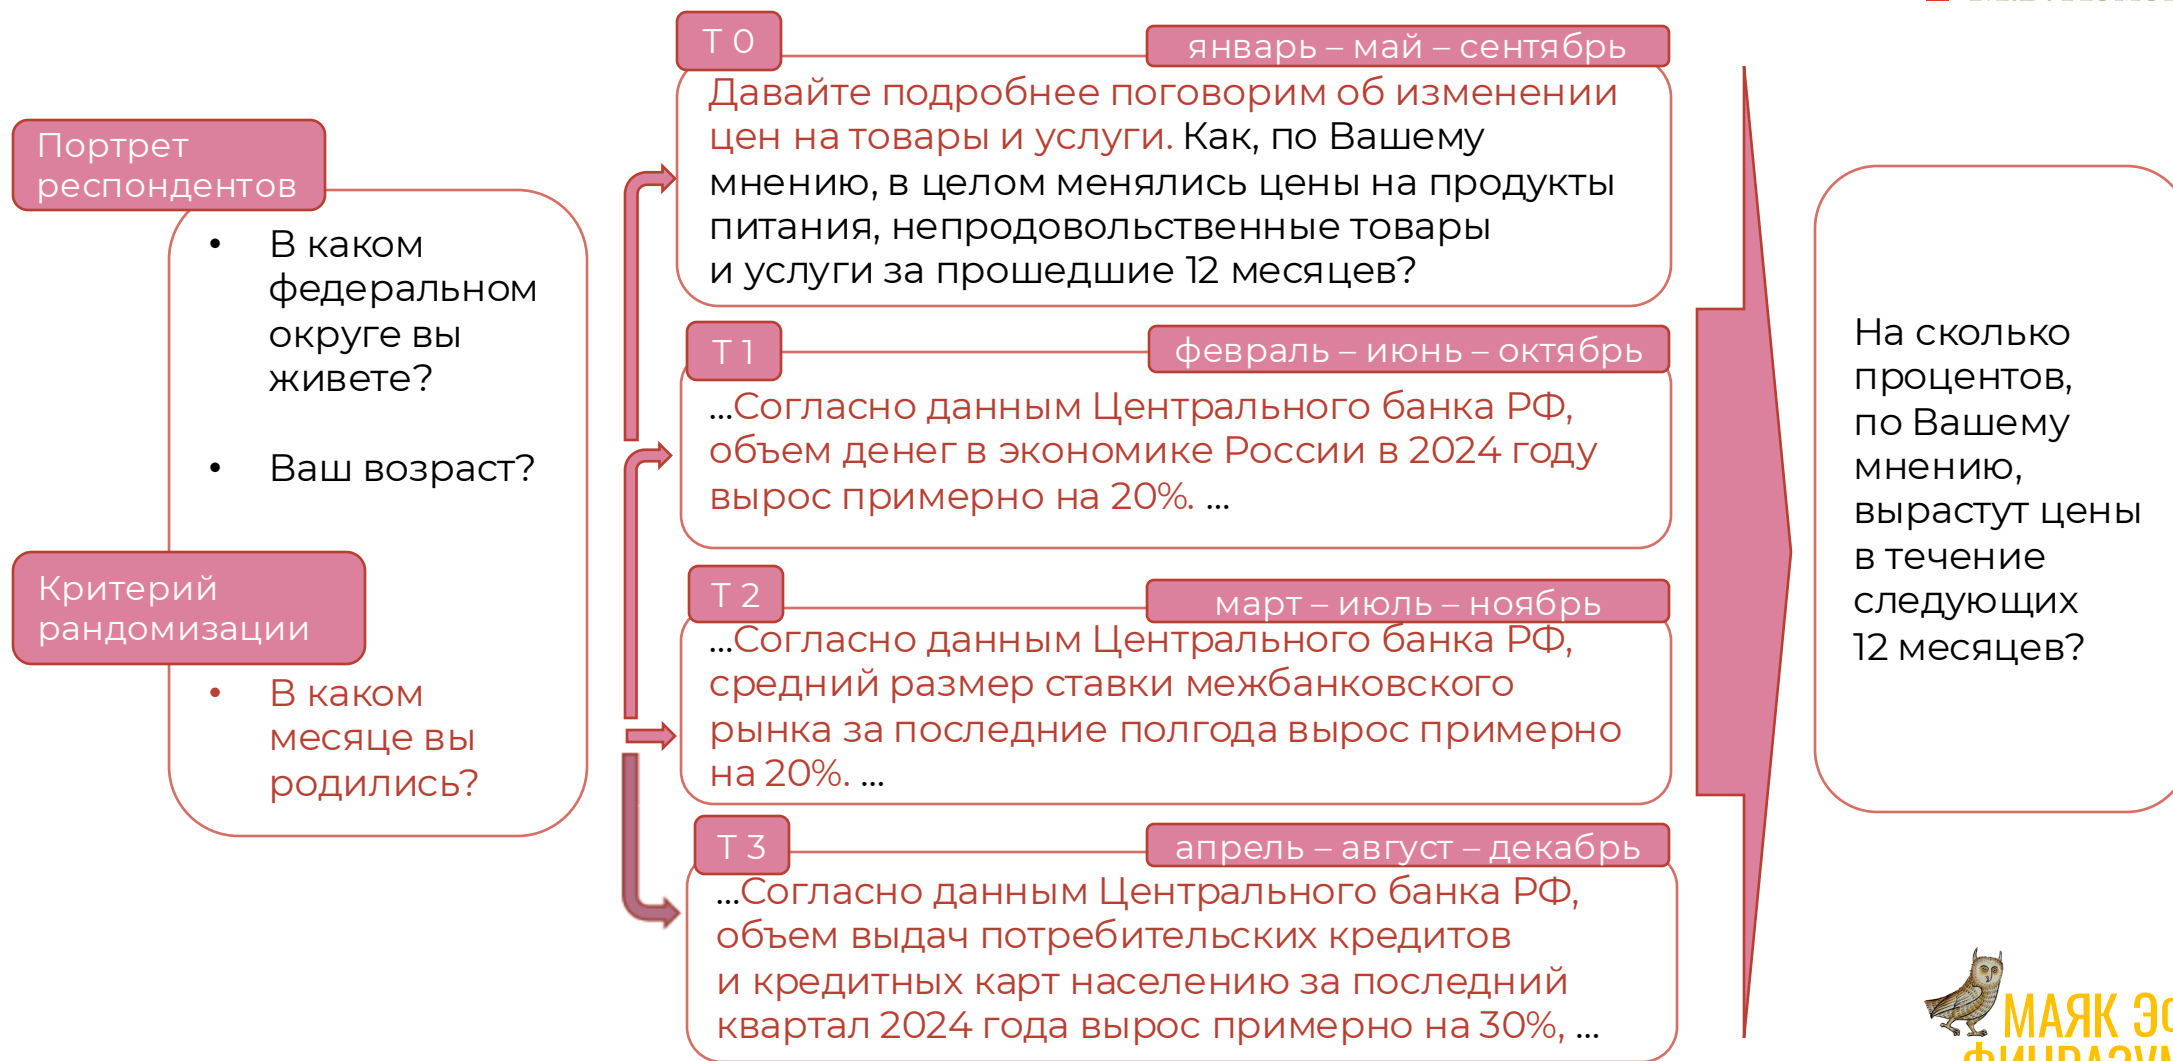 Портрет
респондентов
• В каком
федеральном
округе вы
живете?
• Ваш возраст?
Критерий
рандомизации
• В каком
месяце вы
родились?
Т 0
январь – май – сентябрь
Давайте подробнее поговорим об изменении
цен на товары и услуги. Как, по Вашему
мнению, в целом менялись цены на продукты
питания, непродовольственные товары
и услуги за прошедшие 12 месяцев?
Т 1
февраль – июнь – октябрь
...Согласно данным Центрального банка РФ,
объем денег в экономике России в 2024 году
вырос примерно на 20%. ...
Т 2
март – июль – ноябрь
...Согласно данным Центрального банка РФ,
средний размер ставки межбанковского
рынка за последние полгода вырос примерно
на 20%. ...
Т 3
апрель – август – декабрь
...Согласно данным Центрального банка РФ,
объем выдач потребительских кредитов
и кредитных карт населению за последний
квартал 2024 года вырос примерно на 30%, ...
На сколько
процентов,
по Вашему
мнению,
вырастут цены
в течение
следующих
12 месяцев?
МАЯК